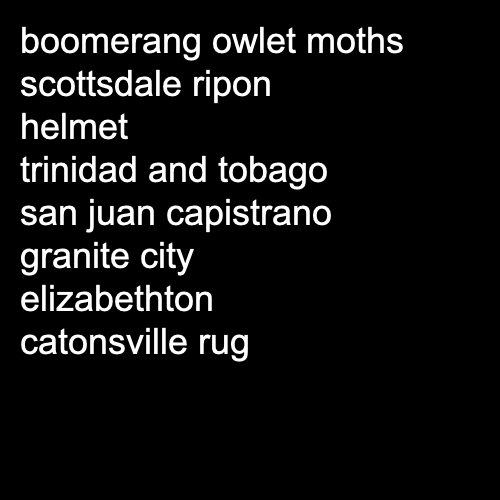 boomerang owlet moths
scottsdale ripon
helmet
trinidad and tobago
san juan capistrano
granite city
elizabethton
catonsville rug